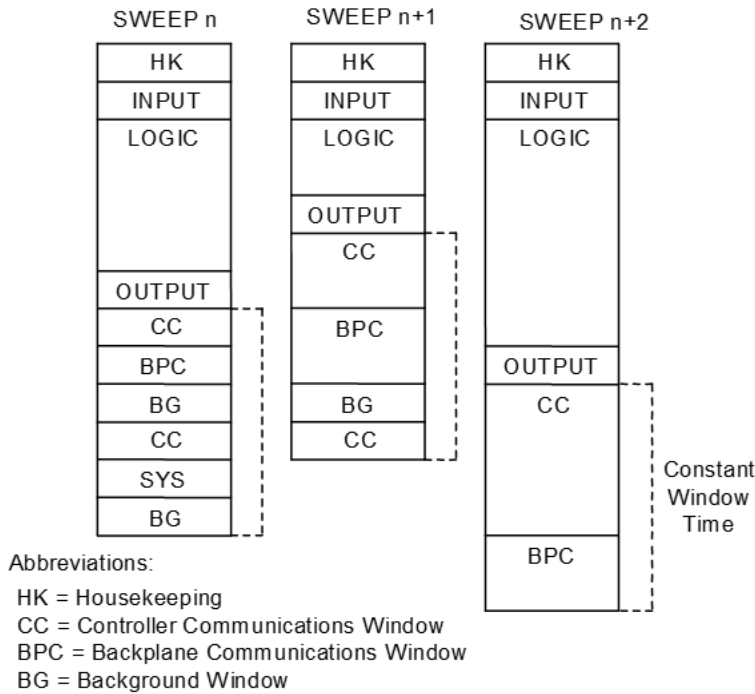 SWEEP n
HK
INPUT
LOGIC
OUTPUT
CC
BPC
BG
CC
SYS
BG
SWEEP n+1
HK
INPUT
LOGIC
OUTPUT
CC
BPC
BG
CC
SWEEP n+2
HK
INPUT
LOGIC
OUTPUT
CC
BPC
Constant
Window
Time
Abbreviations:
HK = Housekeeping
CC = Controller Communications Window
BPC = Backplane Communications Window
BG = Background Window